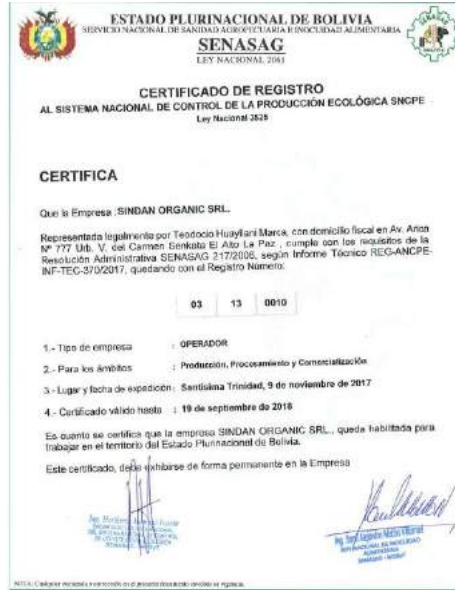 ESTADO PLURINACIONAL DE BOLIVIA
SERVICIO NACIONAL DE SANIDAD AGROPECUARIA E INOCUIDAD ALIMENTARIA
SENASAG
LEY NACIONAL 2061
CERTIFICADO DE REGISTRO
AL SISTEMA NACIONAL DE CONTROL DE LA PRODUCCIÓN ECOLÓGICA SNCPE
Ley Nacional 3525
CERTIFICA
Que la Empresa : SINDAN ORGANIC SRL.
Representada legalmente por Teodocio Huayllani Marca, con domicilio fiscal en Av. Arica
Nº 777 Urb. V. del Carmen Senkata El Alto La Paz , cumple con los requisitos de la
Resolución Administrativa SENASAG 217/2006, según Informe Técnico REG-ANCPE-
INF-TEC-370/2017, quedando con el Registro Número:
03 13 0010
1.- Tipo de empresa : OPERADOR
2.- Para los ámbitos : Producción, Procesamiento y Comercialización
3.- Lugar y fecha de expedición: Santísima Trinidad, 9 de noviembre de 2017
4.- Certificado válido hasta : 19 de septiembre de 2018
Es cuanto se certifica que la empresa SINDAN ORGANIC SRL., queda habilitada para
trabajar en el territorio del Estado Plurinacional de Bolivia.
Este certificado, debe exhibirse de forma permanente en la Empresa